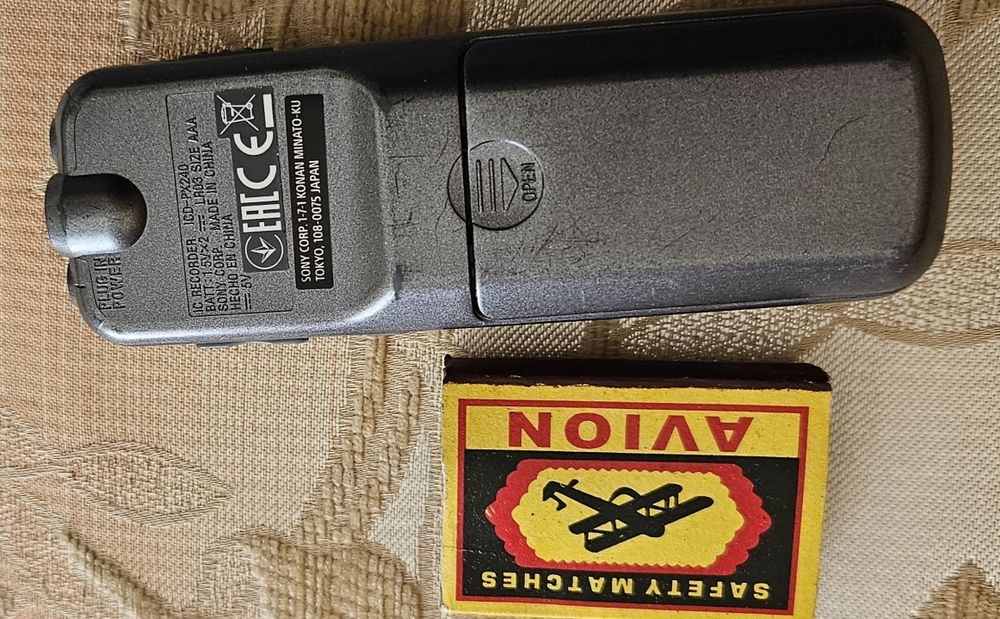 PLUG IN
POWER
IC RECORDER ICD-PX240
BATT 1.5V×2 LR03 SIZE AAA
SONY CORP. MADE IN CHINA
HECHO EN CHINA
5V
EAC CE
SONY CORP. 1-7-1 KONAN MINATO-KU
TOKYO, 108-0075 JAPAN
OPEN
AVION
SAFETY MATCHES